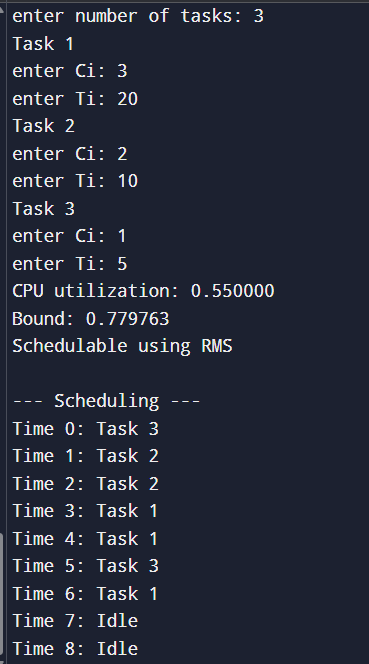 enter number of tasks: 3
Task 1
enter Ci: 3
enter Ti: 20
Task 2
enter Ci: 2
enter Ti: 10
Task 3
enter Ci: 1
enter Ti: 5
CPU utilization: 0.550000
Bound: 0.779763
Schedulable using RMS

--- Scheduling ---
Time 0: Task 3
Time 1: Task 2
Time 2: Task 2
Time 3: Task 1
Time 4: Task 1
Time 5: Task 3
Time 6: Task 1
Time 7: Idle
Time 8: Idle